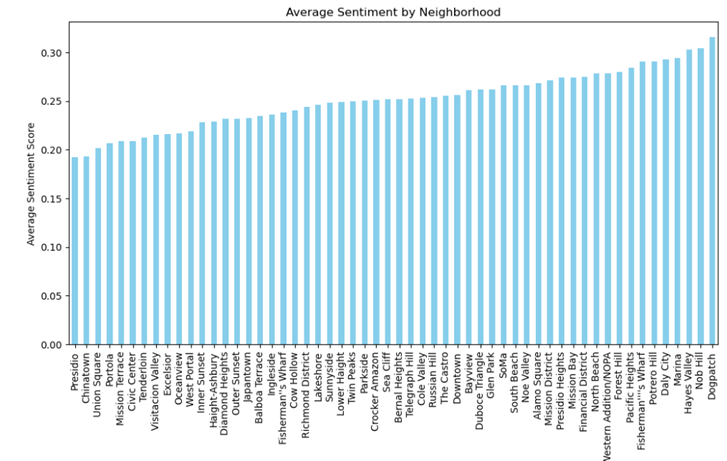 Average Sentiment by Neighborhood
Average Sentiment Score
0.30
0.25
0.20
0.15
0.10
0.05
0.00
Presidio
Chinatown
Union Square
Portola
Mission Terrace
Civic Center
Tenderloin
Visitacion Valley
Excelsior
Oceanview
West Portal
Inner Sunset
Haight-Ashbury
Diamond Heights
Outer Sunset
Japantown
Balboa Terrace
Ingleside
Fisherman's Wharf
Cow Hollow
Richmond District
Lakeshore
Sunnyside
Lower Haight
Twin Peaks
Parkside
Crocker Amazon
Sea Cliff
Bernal Heights
Telegraph Hill
Cole Valley
Russian Hill
The Castro
Downtown
Bayview
Duboce Triangle
Glen Park
SoMa
South Beach
Noe Valley
Alamo Square
Mission District
Presidio Heights
Mission Bay
Financial District
North Beach
Western Addition/NOPA
Forest Hill
Pacific Heights
Potrero Hill
Daly City
Marina
Hayes Valley
Nob Hill
Dogpatch